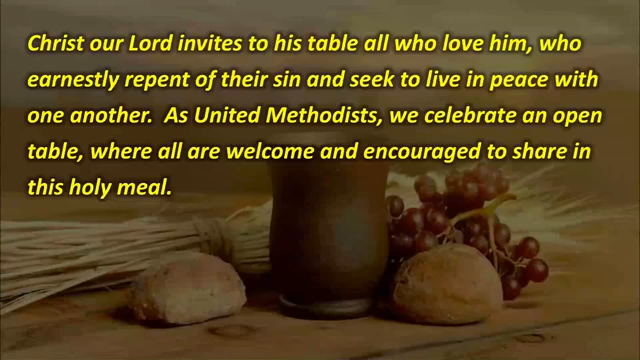 Christ our Lord invites to his table all who love him, who
earnestly repent of their sin and seek to live in peace with
one another.  As United Methodists, we celebrate an open
table, where all are welcome and encouraged to share in
this holy meal.